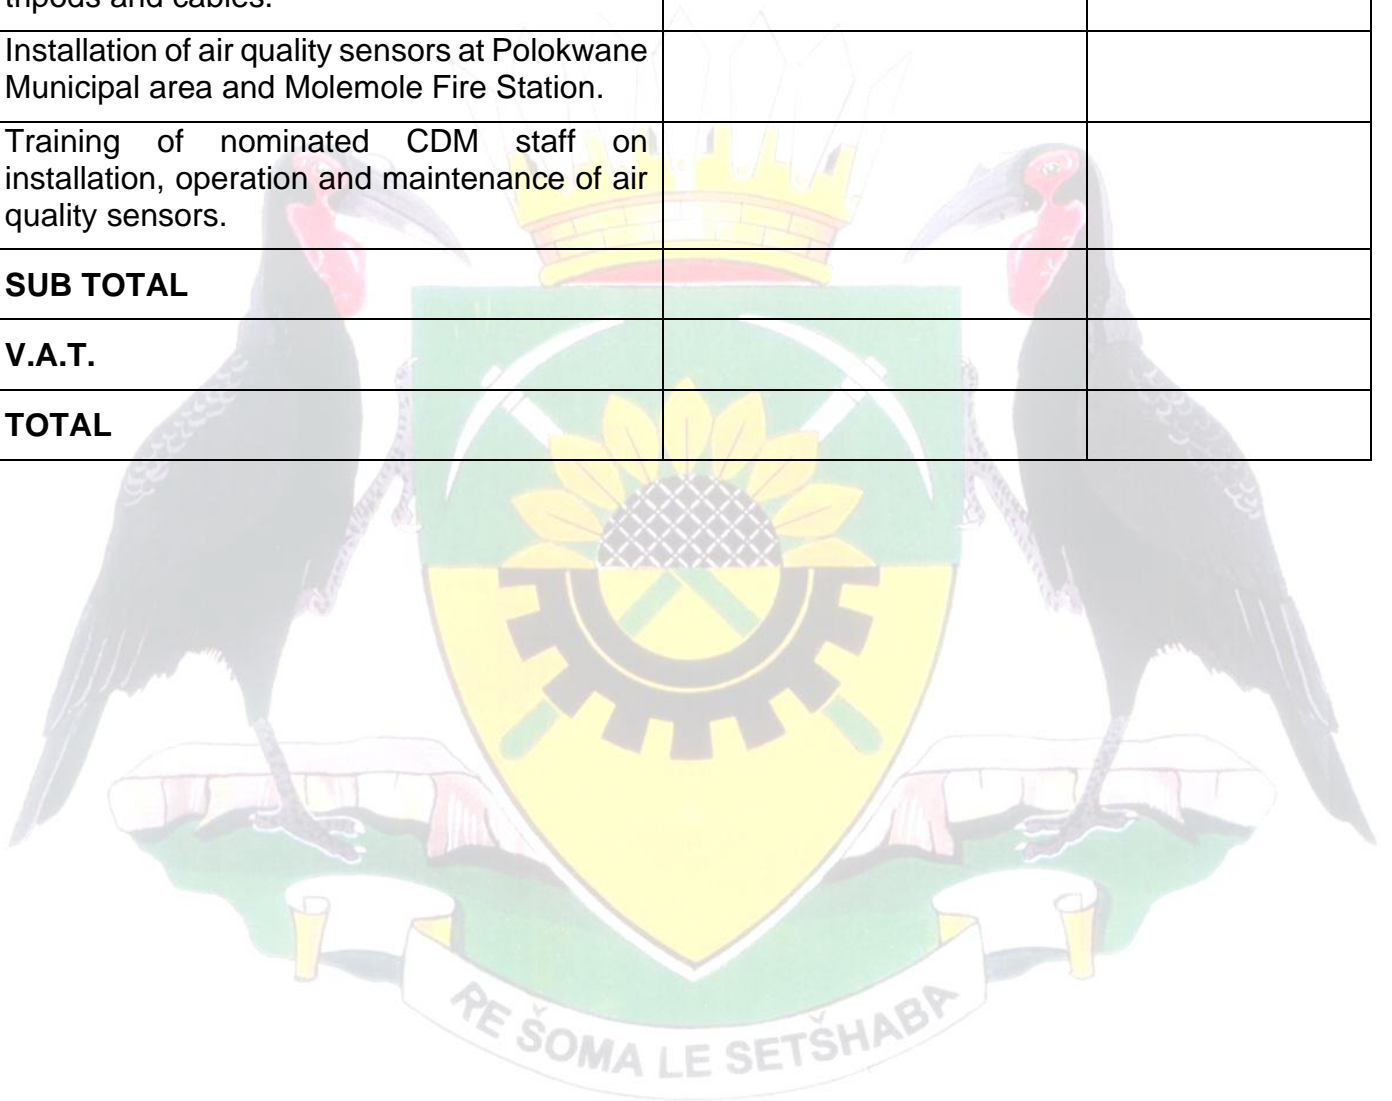 tripods and cables.
Installation of air quality sensors at Polokwane
Municipal area and Molemole Fire Station.
Training of nominated CDM staff on
installation, operation and maintenance of air
quality sensors.
SUB TOTAL
V.A.T.
TOTAL
RE ŠOMA LE SETŠHABA